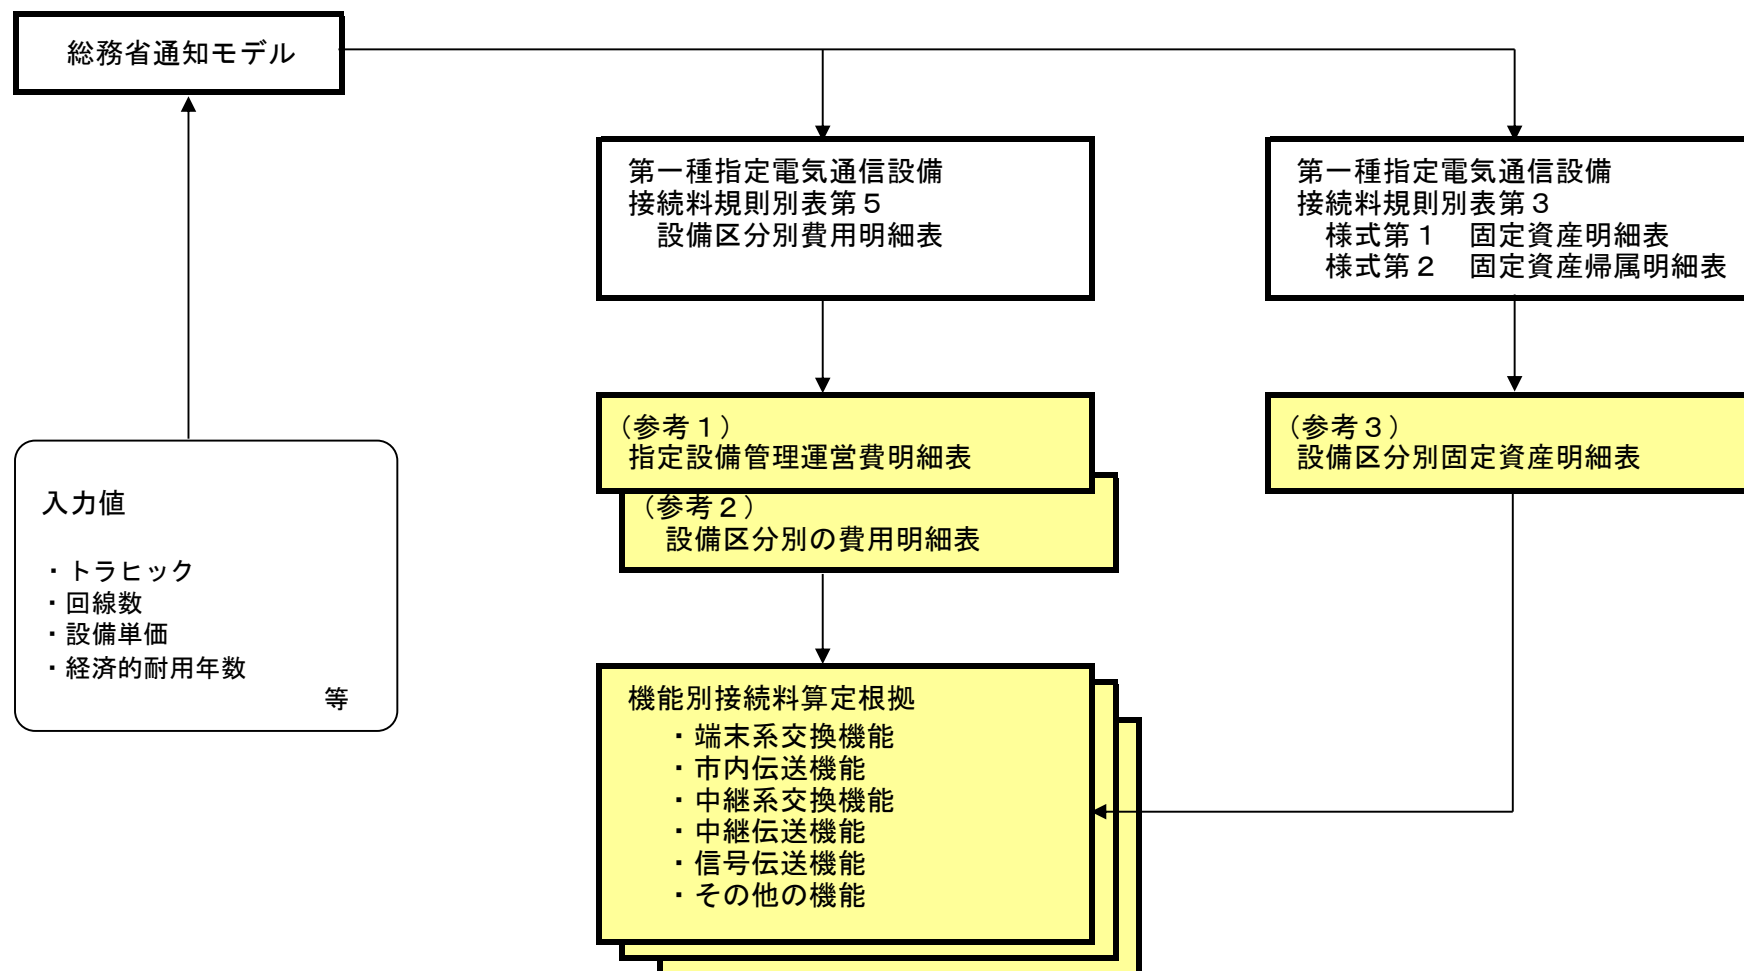 総務省通知モデル
第一種指定電気通信設備
接続料規則別表第５
設備区分別費用明細表
第一種指定電気通信設備
接続料規則別表第３
様式第１　固定資産明細表
様式第２　固定資産帰属明細表
（参考１）
指定設備管理運営費明細表
（参考２）
設備区分別の費用明細表
（参考３）
設備区分別固定資産明細表
入力値
・トラヒック
・回線数
・設備単価
・経済的耐用年数
等
機能別接続料算定根拠
・端末系交換機能
・市内伝送機能
・中継系交換機能
・中継伝送機能
・信号伝送機能
・その他の機能